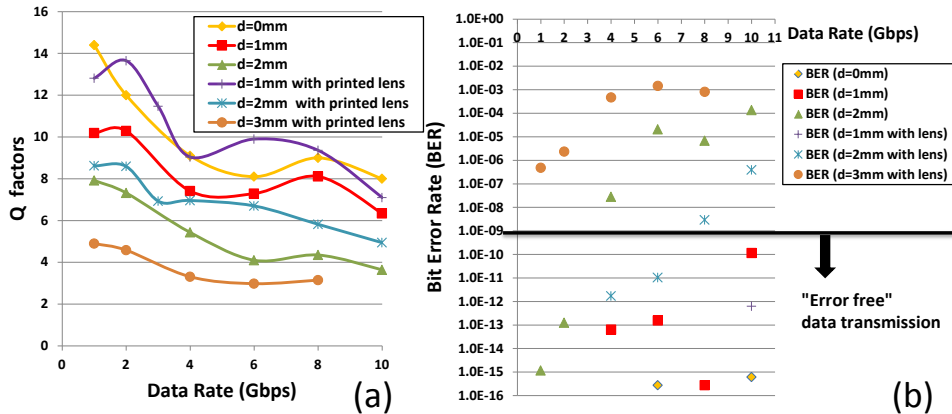 16
14
12
10
8
6
4
2
0
Q factors
d=0mm
d=1mm
d=2mm
d=1mm with printed lens
d=2mm with printed lens
d=3mm with printed lens
0 2 4 6 8 10
Data Rate (Gbps)
(a)
1.0E+00
1.0E-01
1.0E-02
1.0E-03
1.0E-04
1.0E-05
1.0E-06
1.0E-07
1.0E-08
1.0E-09
1.0E-10
1.0E-11
1.0E-12
1.0E-13
1.0E-14
1.0E-15
1.0E-16
Bit Error Rate (BER)
0 1 2 3 4 5 6 7 8 9 10 11
Data Rate (Gbps)
BER (d=0mm)
BER (d=1mm)
BER (d=2mm)
BER (d=1mm with lens)
BER (d=2mm with lens)
BER (d=3mm with lens)
"Error free"
data transmission
(b)